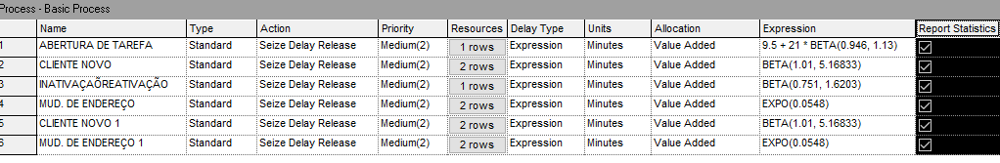 Process - Basic Process
Name Type Action Priority Resources Delay Type Units Allocation Expression Report Statistics
1 ABERTURA DE TAREFA Standard Seize Delay Release Medium(2) 1 rows Expression Minutes Value Added 9.5 + 21 * BETA(0.946, 1.13)
2 CLIENTE NOVO Standard Seize Delay Release Medium(2) 2 rows Expression Minutes Value Added BETA(1.01, 5.16833)
3 INATIVAÇAÕREATIVAÇÃO Standard Seize Delay Release Medium(2) 1 rows Expression Minutes Value Added BETA(0.751, 1.6203)
4 MUD. DE ENDEREÇO Standard Seize Delay Release Medium(2) 2 rows Expression Minutes Value Added EXPO(0.0548)
5 CLIENTE NOVO 1 Standard Seize Delay Release Medium(2) 2 rows Expression Minutes Value Added BETA(1.01, 5.16833)
6 MUD. DE ENDEREÇO 1 Standard Seize Delay Release Medium(2) 2 rows Expression Minutes Value Added EXPO(0.0548)